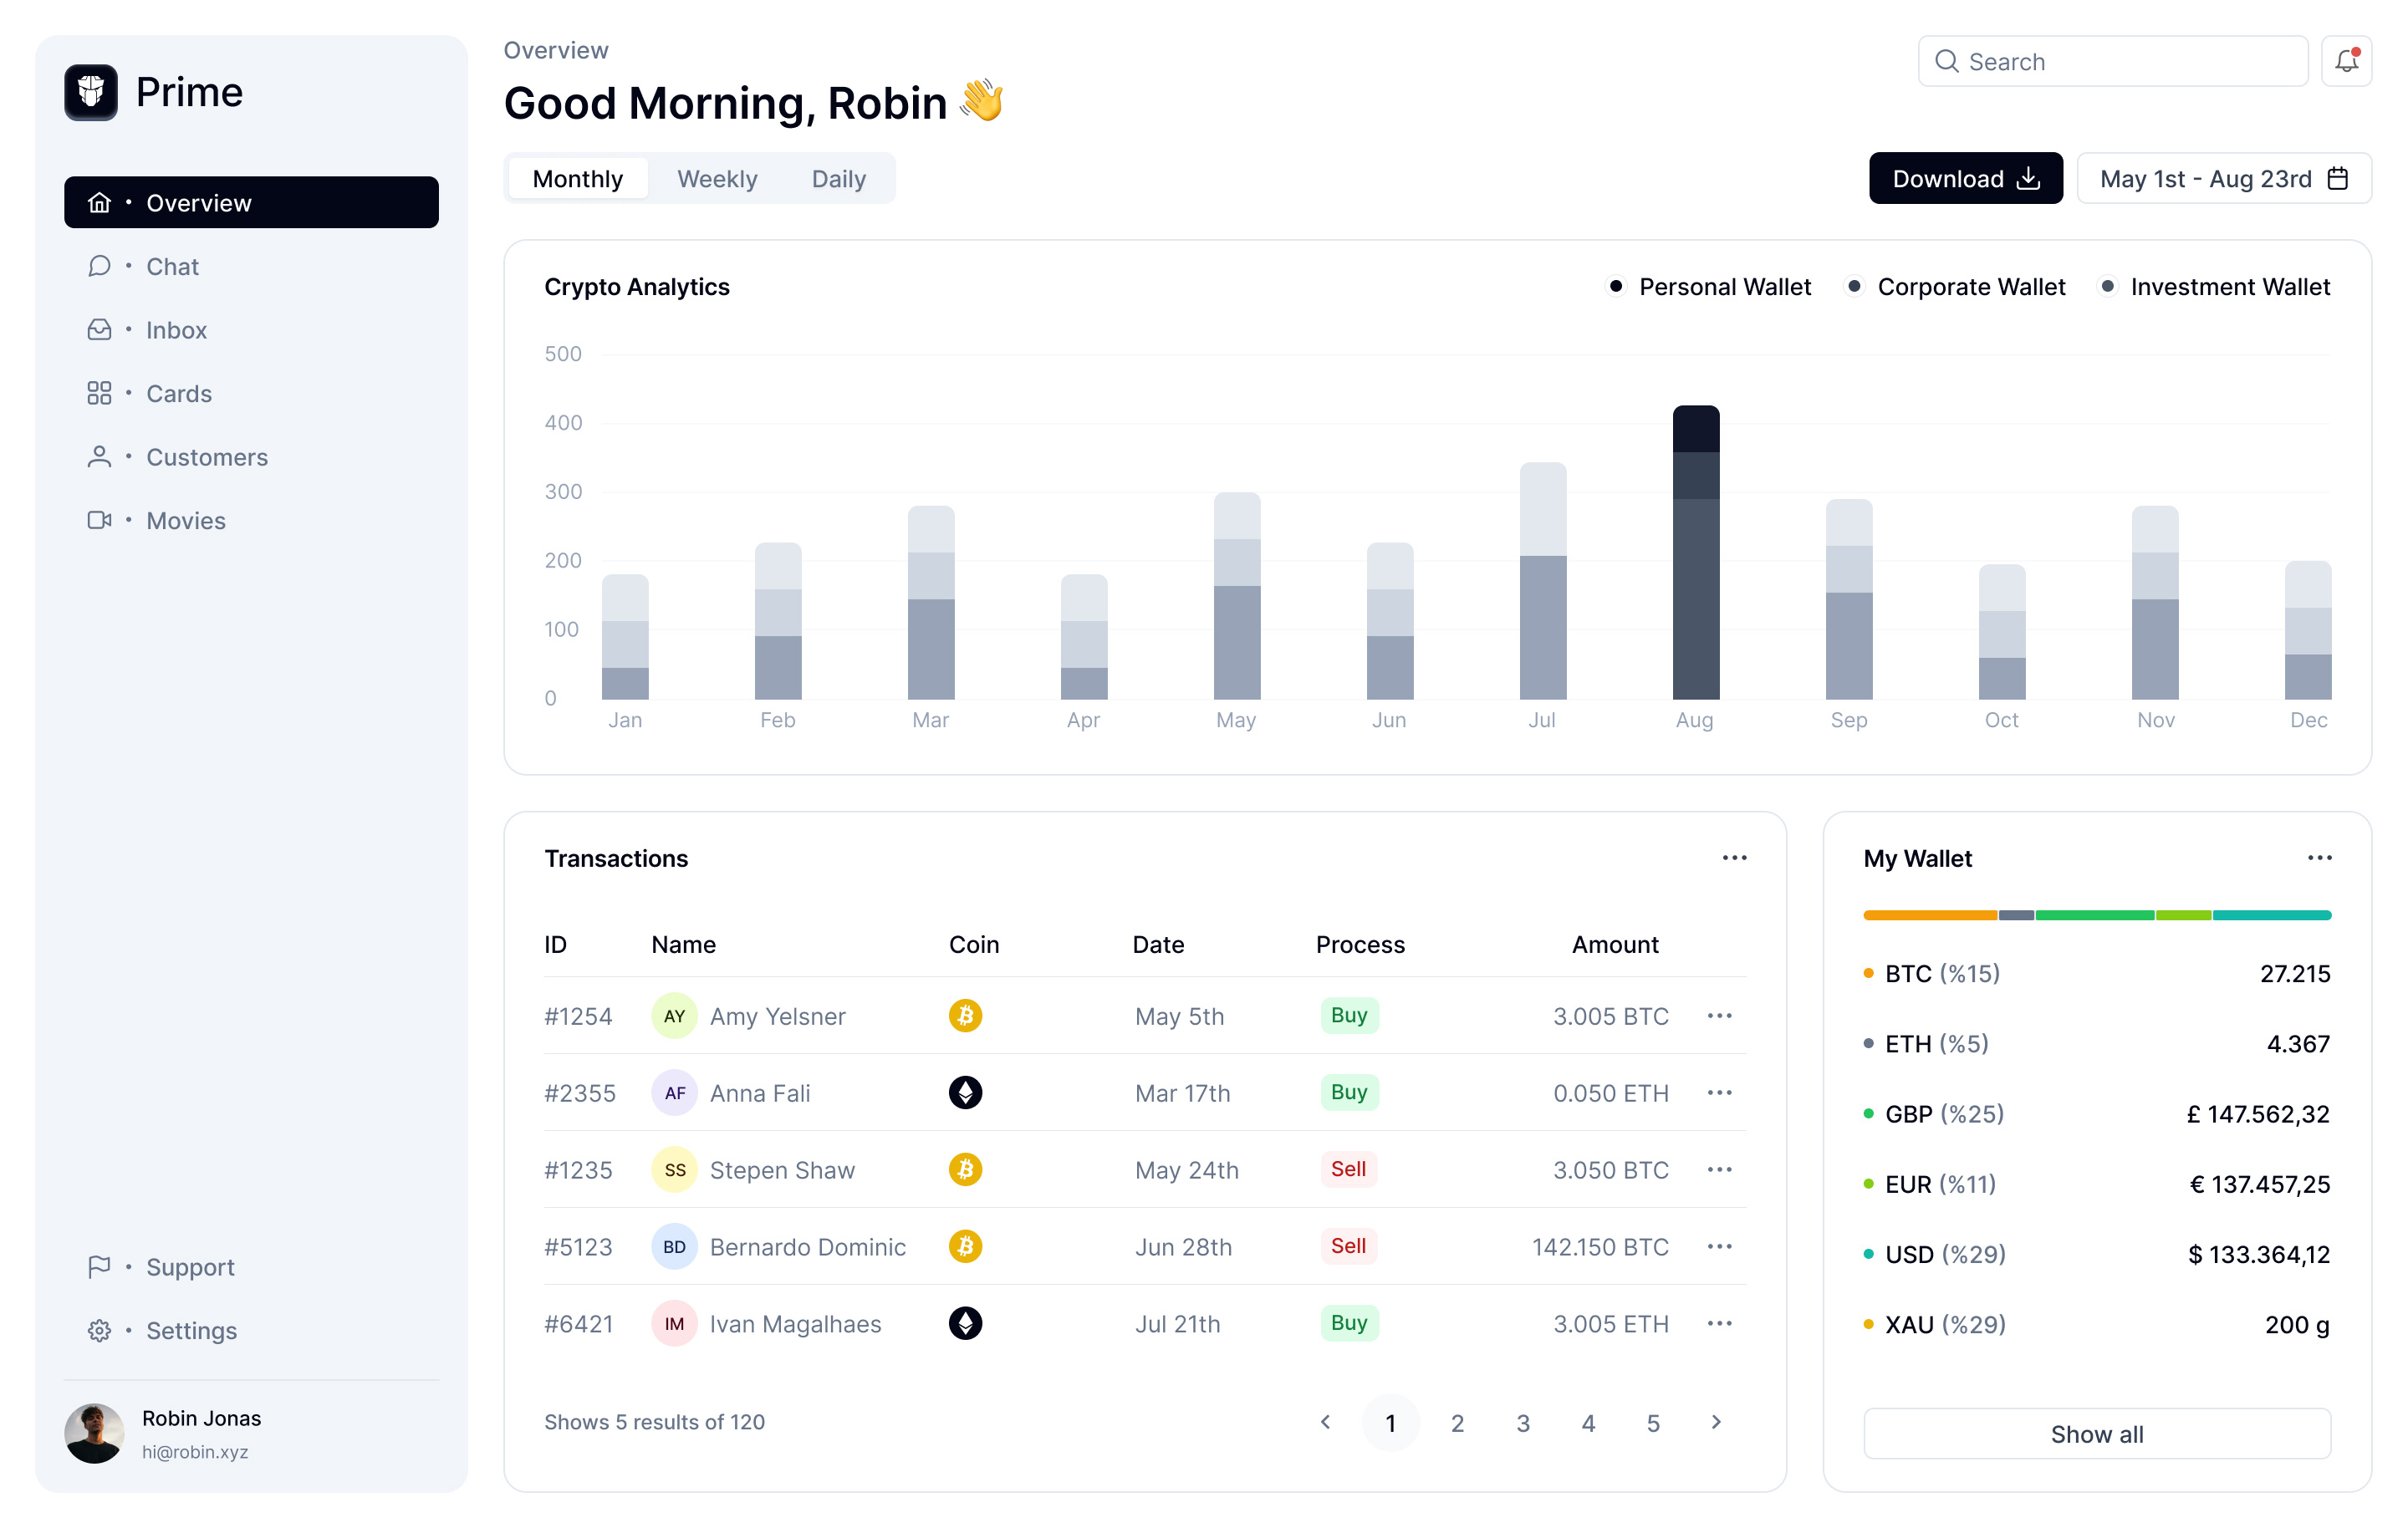 Prime
Overview
Chat
Inbox
Cards
Customers
Movies
Support
Settings
Robin Jonas
hi@robin.xyz
Overview
Good Morning, Robin 👋
Search
Monthly Weekly Daily
Download May 1st - Aug 23rd
Crypto Analytics
Personal Wallet Corporate Wallet Investment Wallet
500
400
300
200
100
0
Jan Feb Mar Apr May Jun Jul Aug Sep Oct Nov Dec
Transactions
ID Name Coin Date Process Amount
#1254 AY Amy Yelsner May 5th Buy 3.005 BTC
#2355 AF Anna Fali Mar 17th Buy 0.050 ETH
#1235 SS Stepen Shaw May 24th Sell 3.050 BTC
#5123 BD Bernardo Dominic Jun 28th Sell 142.150 BTC
#6421 IM Ivan Magalhaes Jul 21th Buy 3.005 ETH
Shows 5 results of 120
1 2 3 4 5
My Wallet
BTC (%15) 27.215
ETH (%5) 4.367
GBP (%25) £ 147.562,32
EUR (%11) € 137.457,25
USD (%29) $ 133.364,12
XAU (%29) 200 g
Show all